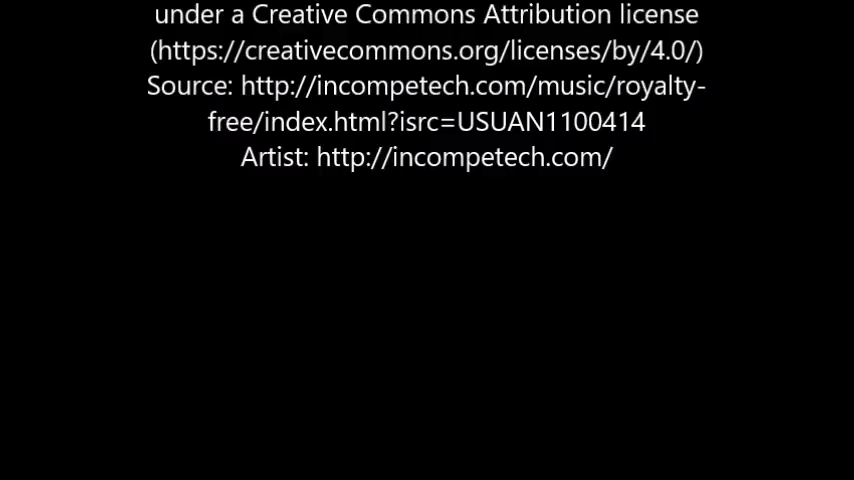 under a Creative Commons Attribution license
(https://creativecommons.org/licenses/by/4.0/)
Source: http://incompetech.com/music/royalty-
free/index.html?isrc=USUAN1100414
Artist: http://incompetech.com/